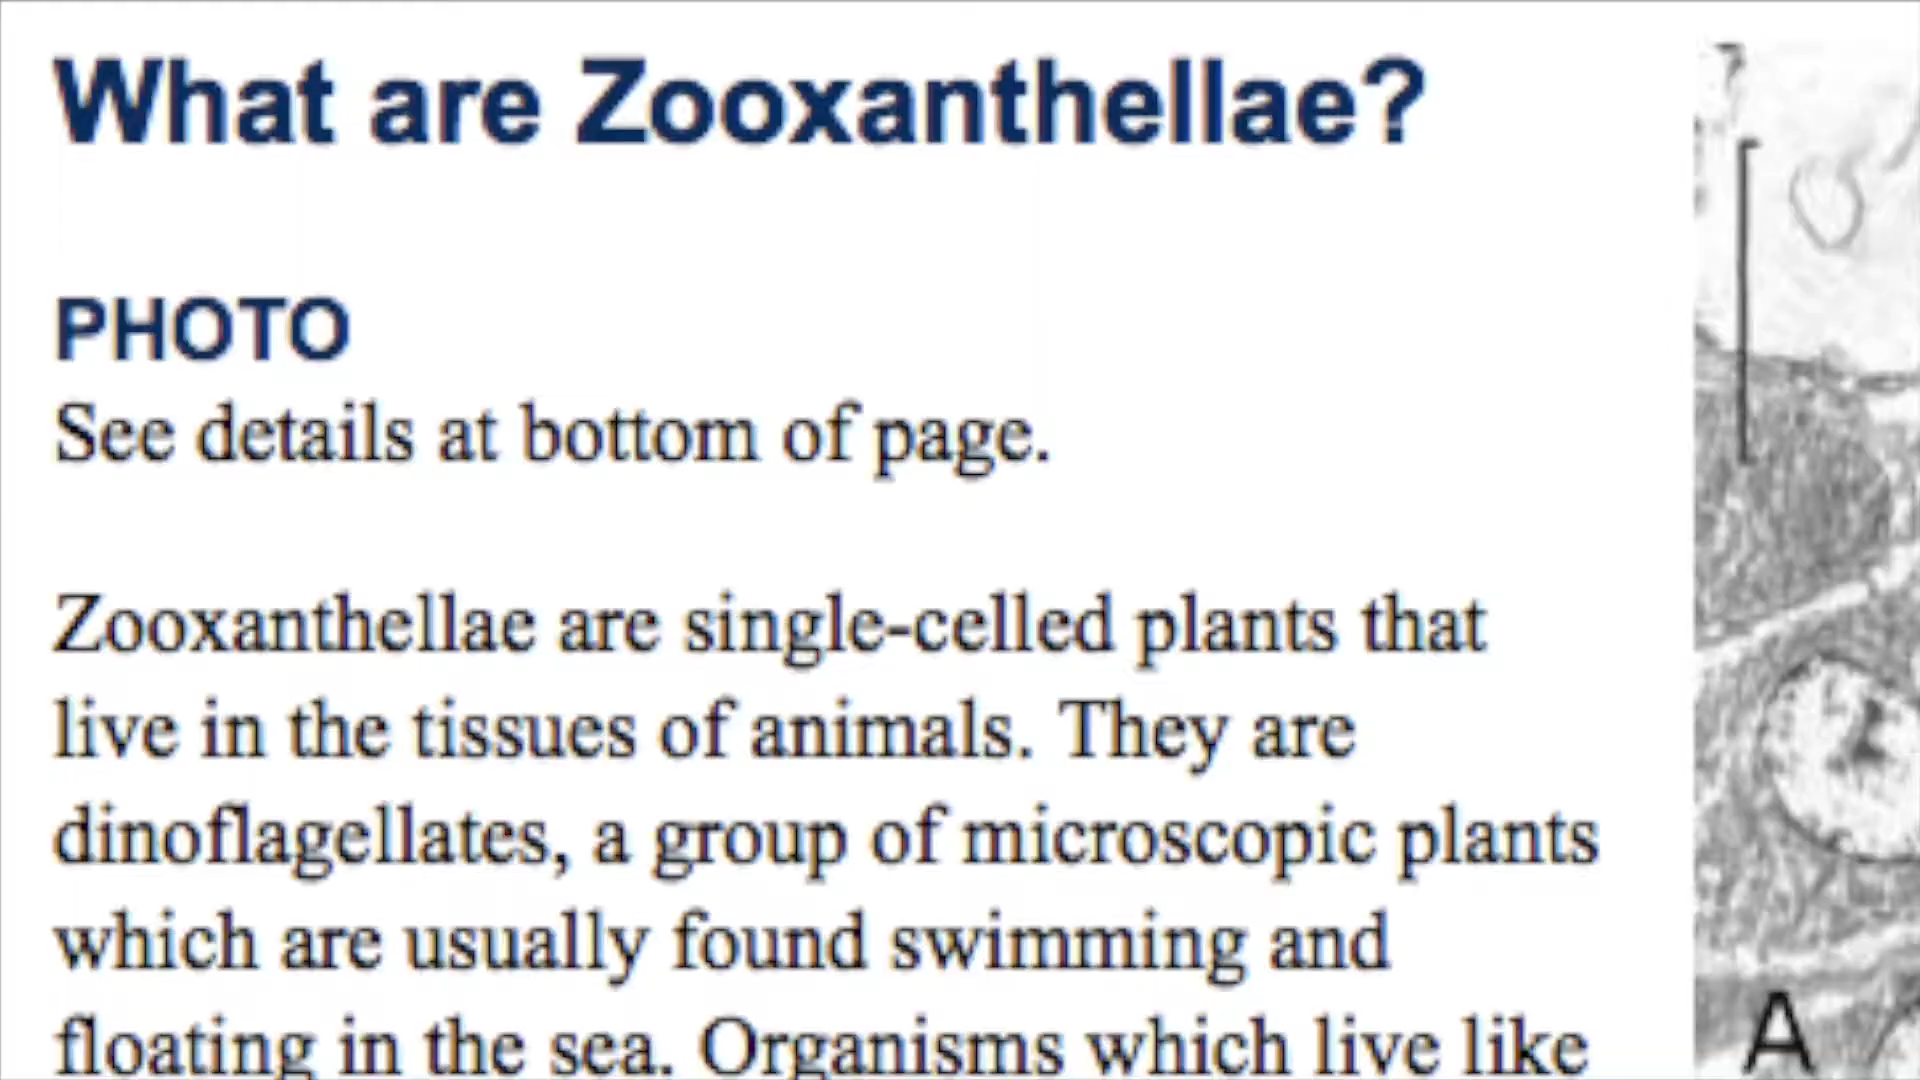 What are Zooxanthellae?
PHOTO
See details at bottom of page.
Zooxanthellae are single-celled plants that
live in the tissues of animals. They are
dinoflagellates, a group of microscopic plants
which are usually found swimming and
floating in the sea. Organisms which live like
A